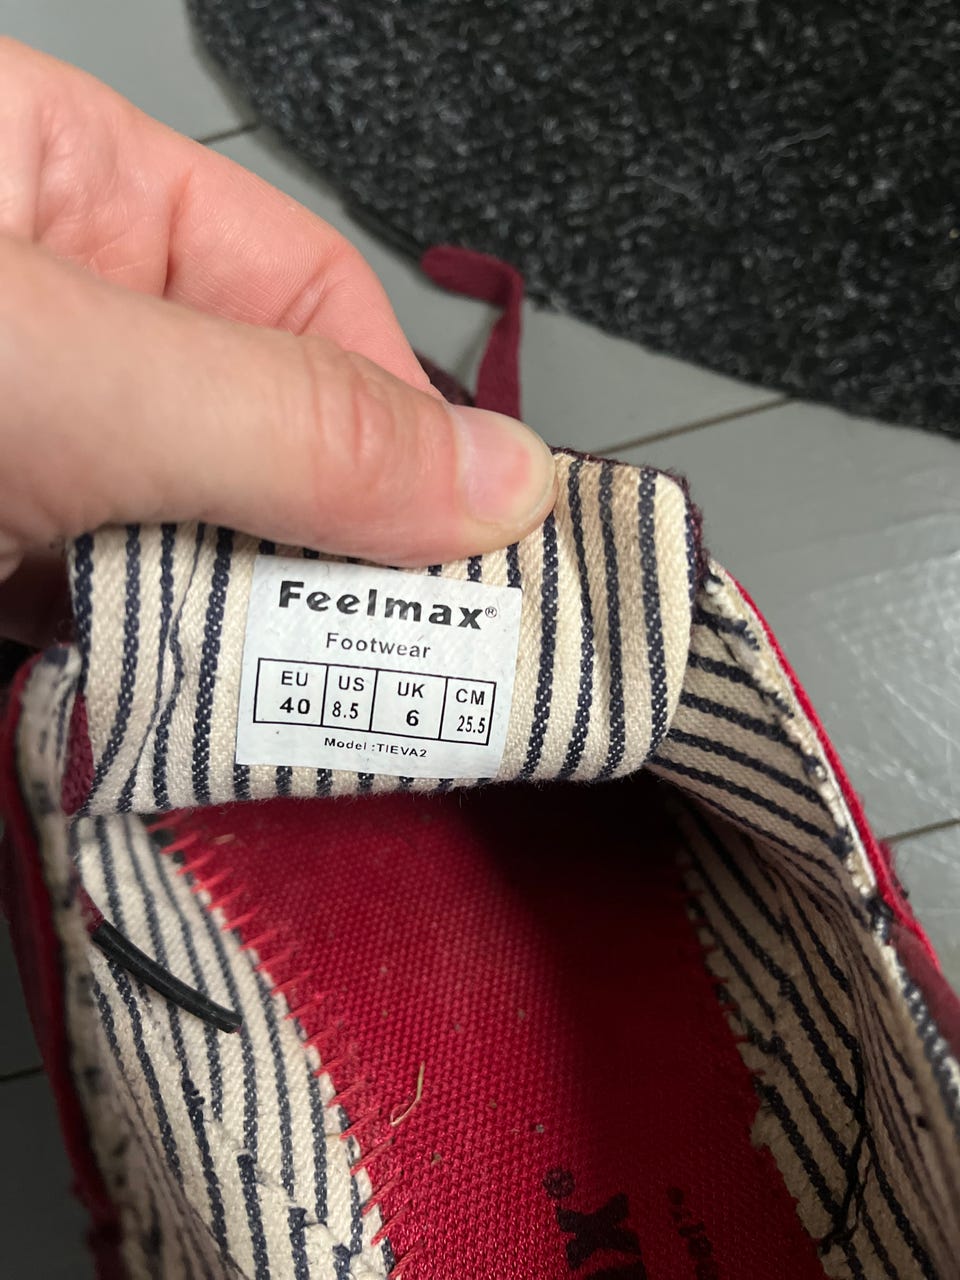 Feelmax®
Footwear
EU US UK CM
40 8.5 6 25.5
Model :TIEVA2
®